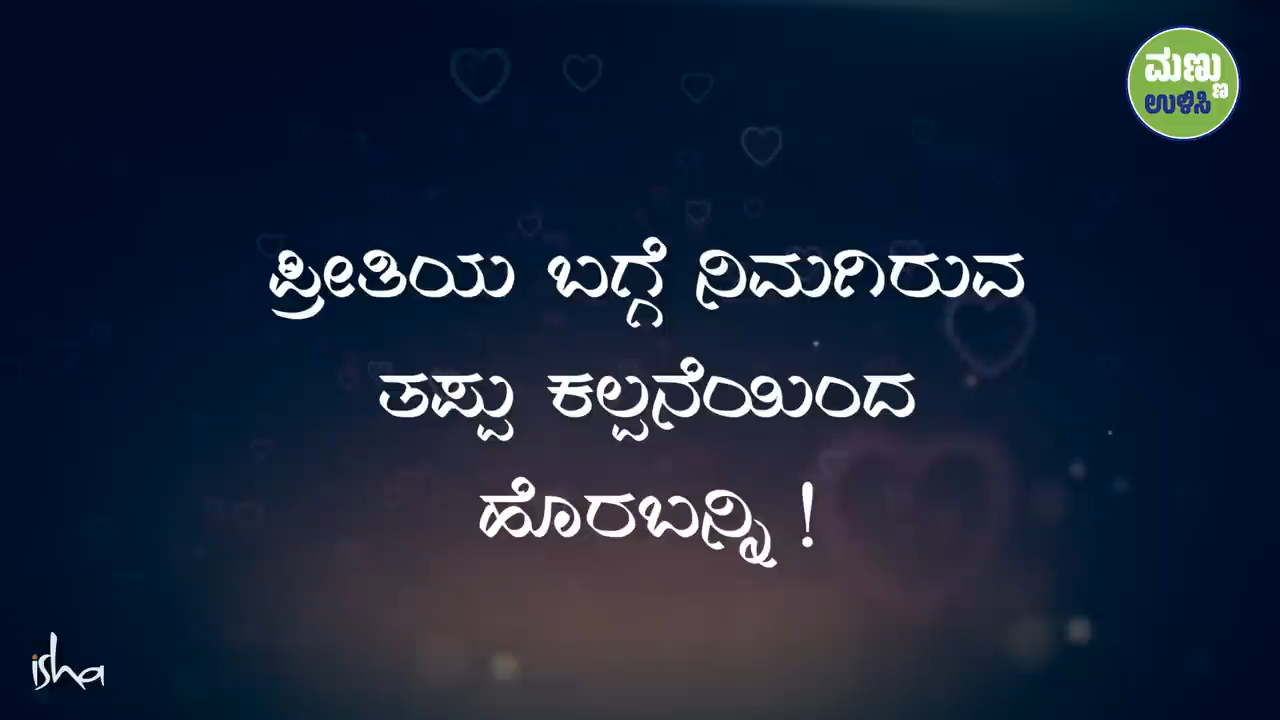 ಮಣ್ಣು
ಉಳಿಸಿ
ಪ್ರೀತಿಯ ಬಗ್ಗೆ ನಿಮಗಿರುವ
ತಪ್ಪು ಕಲ್ಪನೆಯಿಂದ
ಹೊರಬನ್ನಿ !
isha